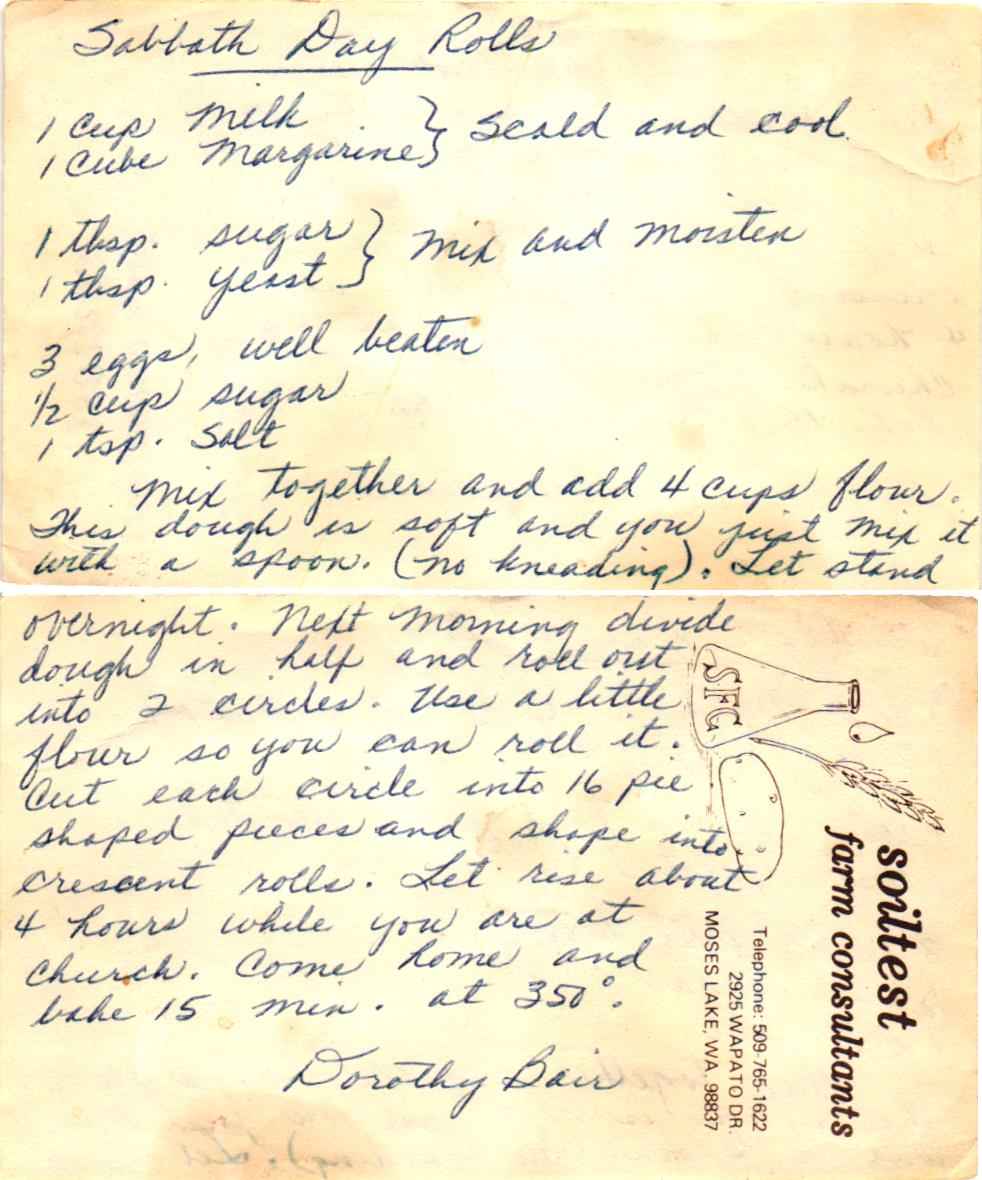 Sabbath Day Rolls
1 cup milk } Scald and cool.
1 cube Margarine
1 tbsp. sugar } mix and moisten
1 tbsp. yeast
3 eggs, well beaten
1/2 cup sugar
1 tsp. Salt
Mix together and add 4 cups flour.
This dough is soft and you just mix it
with a spoon. (no kneading). Let stand
overnight. Next morning divide
dough in half and roll out
into 2 circles. Use a little
flour so you can roll it.
Cut each circle into 16 pie
shaped pieces and shape into
crescent rolls. Let rise about
4 hours while you are at
church. Come home and
bake 15 min. at 350°.
Dorothy Bair
SFC
soiltest
farm consultants
Telephone: 509-765-1622
2925 WAPATO DR.
MOSES LAKE, WA. 98837